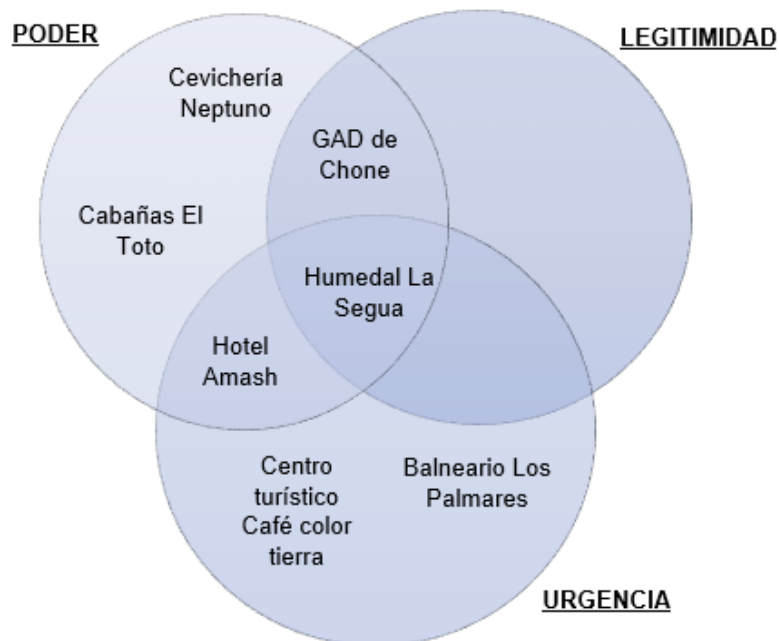 PODER
LEGITIMIDAD
Cevichería
Neptuno
GAD de
Chone
Cabañas El
Toto
Humedal La
Segua
Hotel
Amash
Centro
turístico
Café color
tierra
Balneario Los
Palmares
URGENCIA